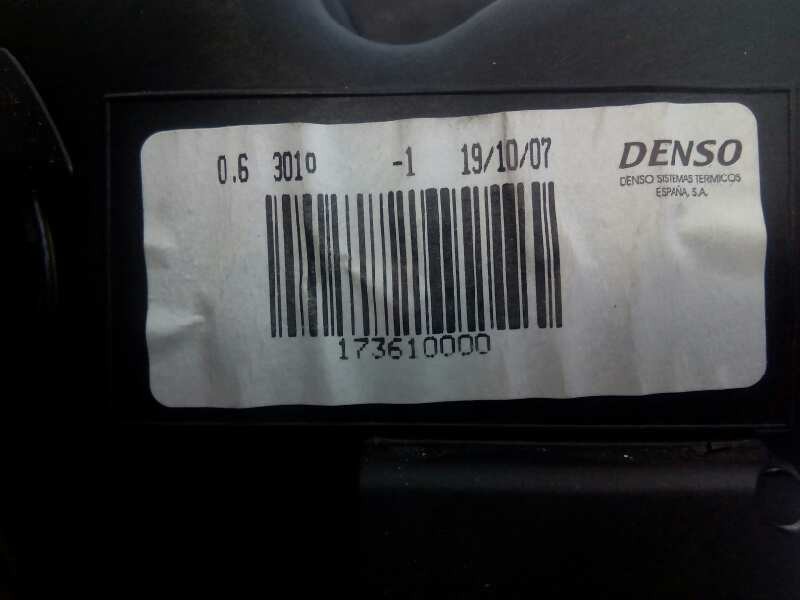 0.6 301º -1 19/10/07
DENSO
DENSO SISTEMAS TERMICOS
ESPAÑA, S.A.
173610000